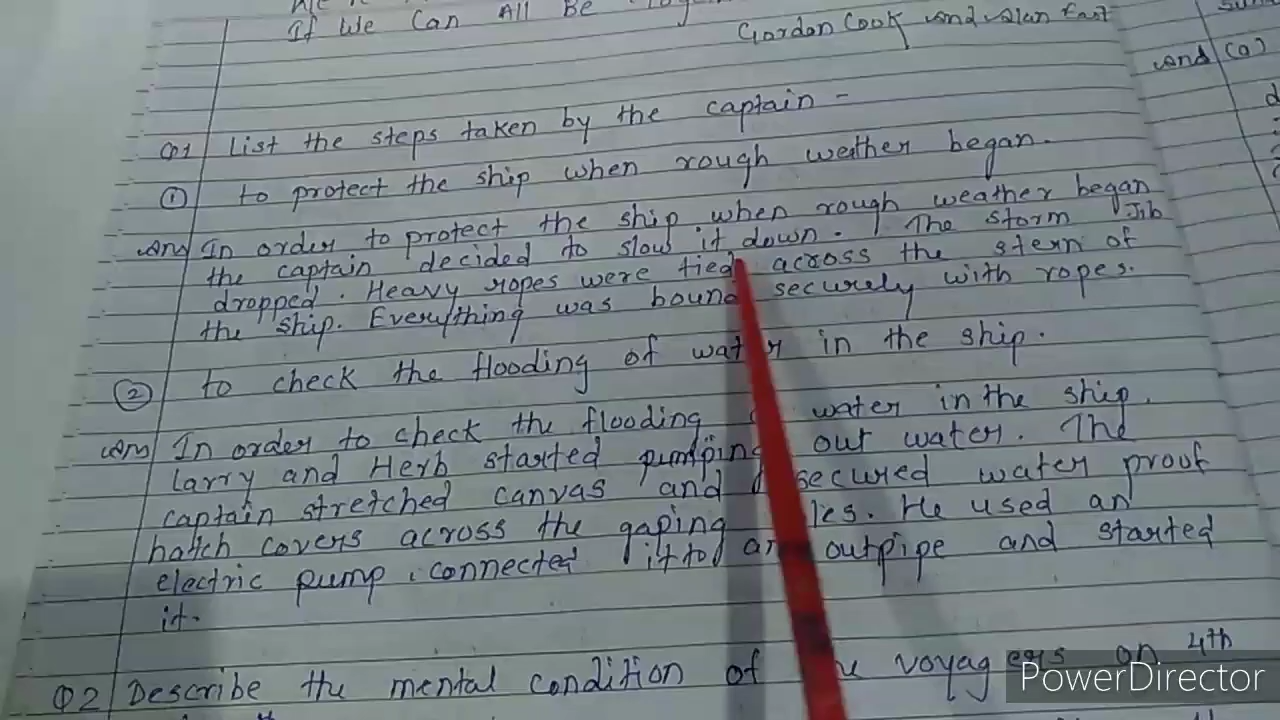 If We Can All Be
Gordon Cook and Alan East
and (a)
Q1 List the steps taken by the captain -
① to protect the ship when rough weather began.
Ans In order to protect the ship when rough weather began
the captain decided to slow it down. The storm Jib
dropped. Heavy ropes were tied across the stern of
the ship. Everything was bound securely with ropes.
② to check the flooding of water in the ship.
Ans In order to check the flooding water in the ship.
Larry and Herb started pumping out water. The
captain stretched canvas and secured water proof
hatch covers across the gaping les. He used an
electric pump, connected it to an outpipe and started
it.
Q2 Describe the mental condition of voyagers on 4th
PowerDirector